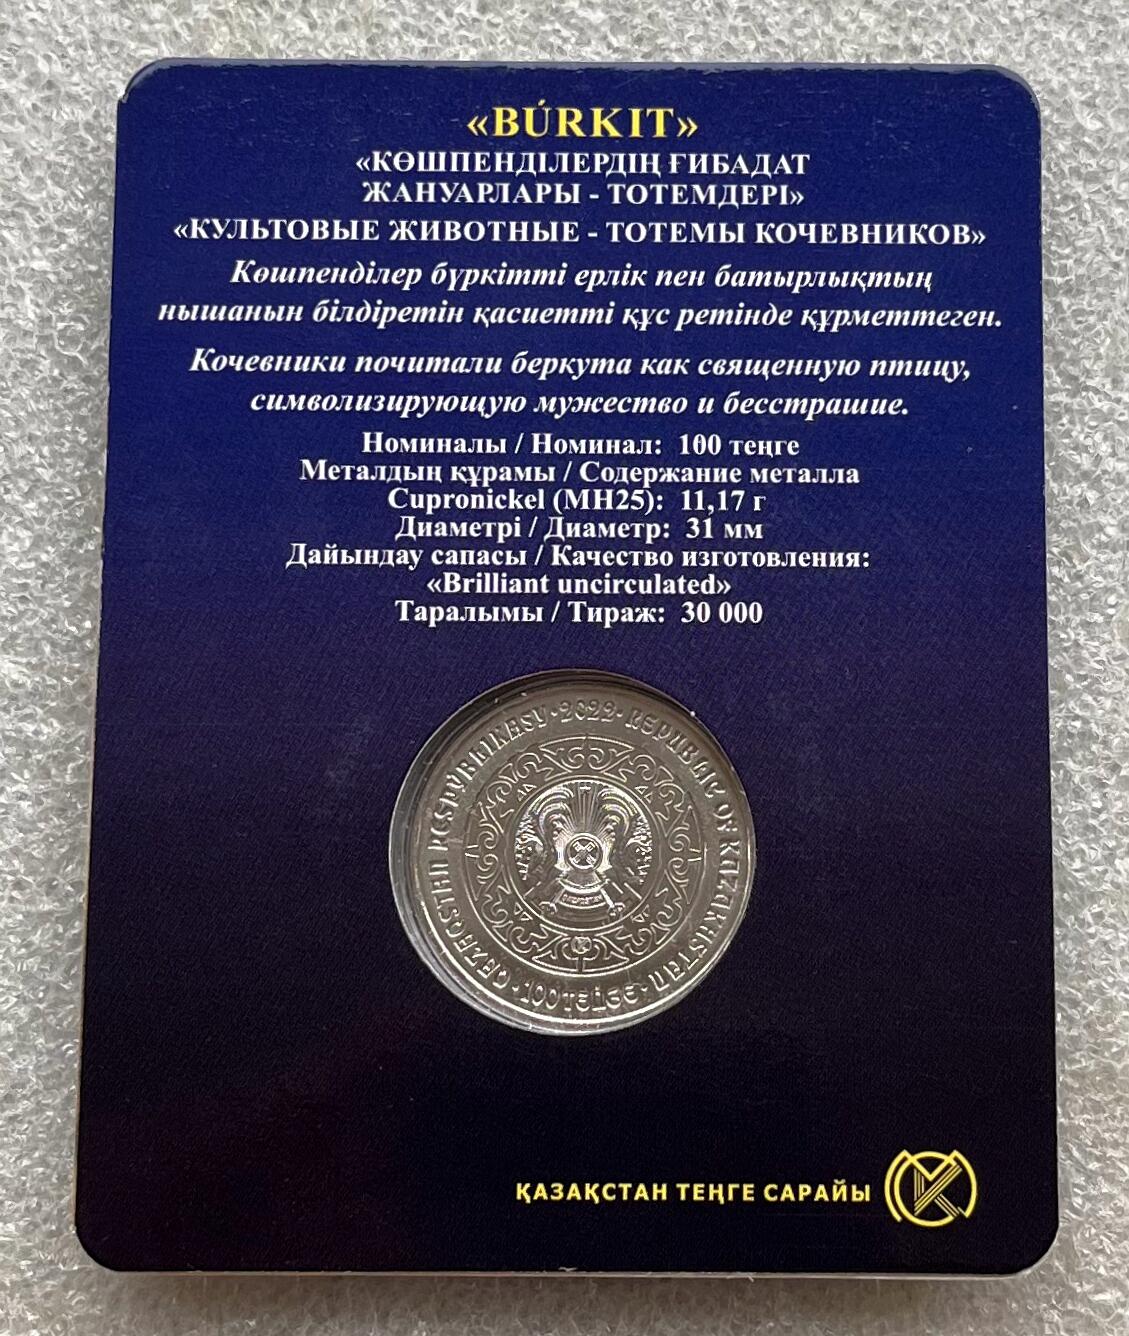 «BÚRKIT»
«КӨШПЕНДІЛЕРДІҢ ҒИБАДАТ
ЖАНУАРЛАРЫ - ТОТЕМДЕРІ»
«КУЛЬТОВЫЕ ЖИВОТНЫЕ - ТОТЕМЫ КОЧЕВНИКОВ»
Көшпенділер бүркітті ерлік пен батырлықтың
нышанын білдіретін қасиетті құс ретінде құрметтеген.
Кочевники почитали беркута как священную птицу,
символизирующую мужество и бесстрашие.
Номиналы / Номинал: 100 теңге
Металдың құрамы / Содержание металла
Cupronickel (МН25): 11,17 г
Диаметрі / Диаметр: 31 мм
Дайындау сапасы / Качество изготовления:
«Brilliant uncirculated»
Таралымы / Тираж: 30 000
QAZAQSTAN RESPÝBLIKASY · 2022 · REPUBLIC OF KAZAKHSTAN · 100 TEŃGE ·
ҚАЗАҚСТАН ТЕҢГЕ САРАЙЫ